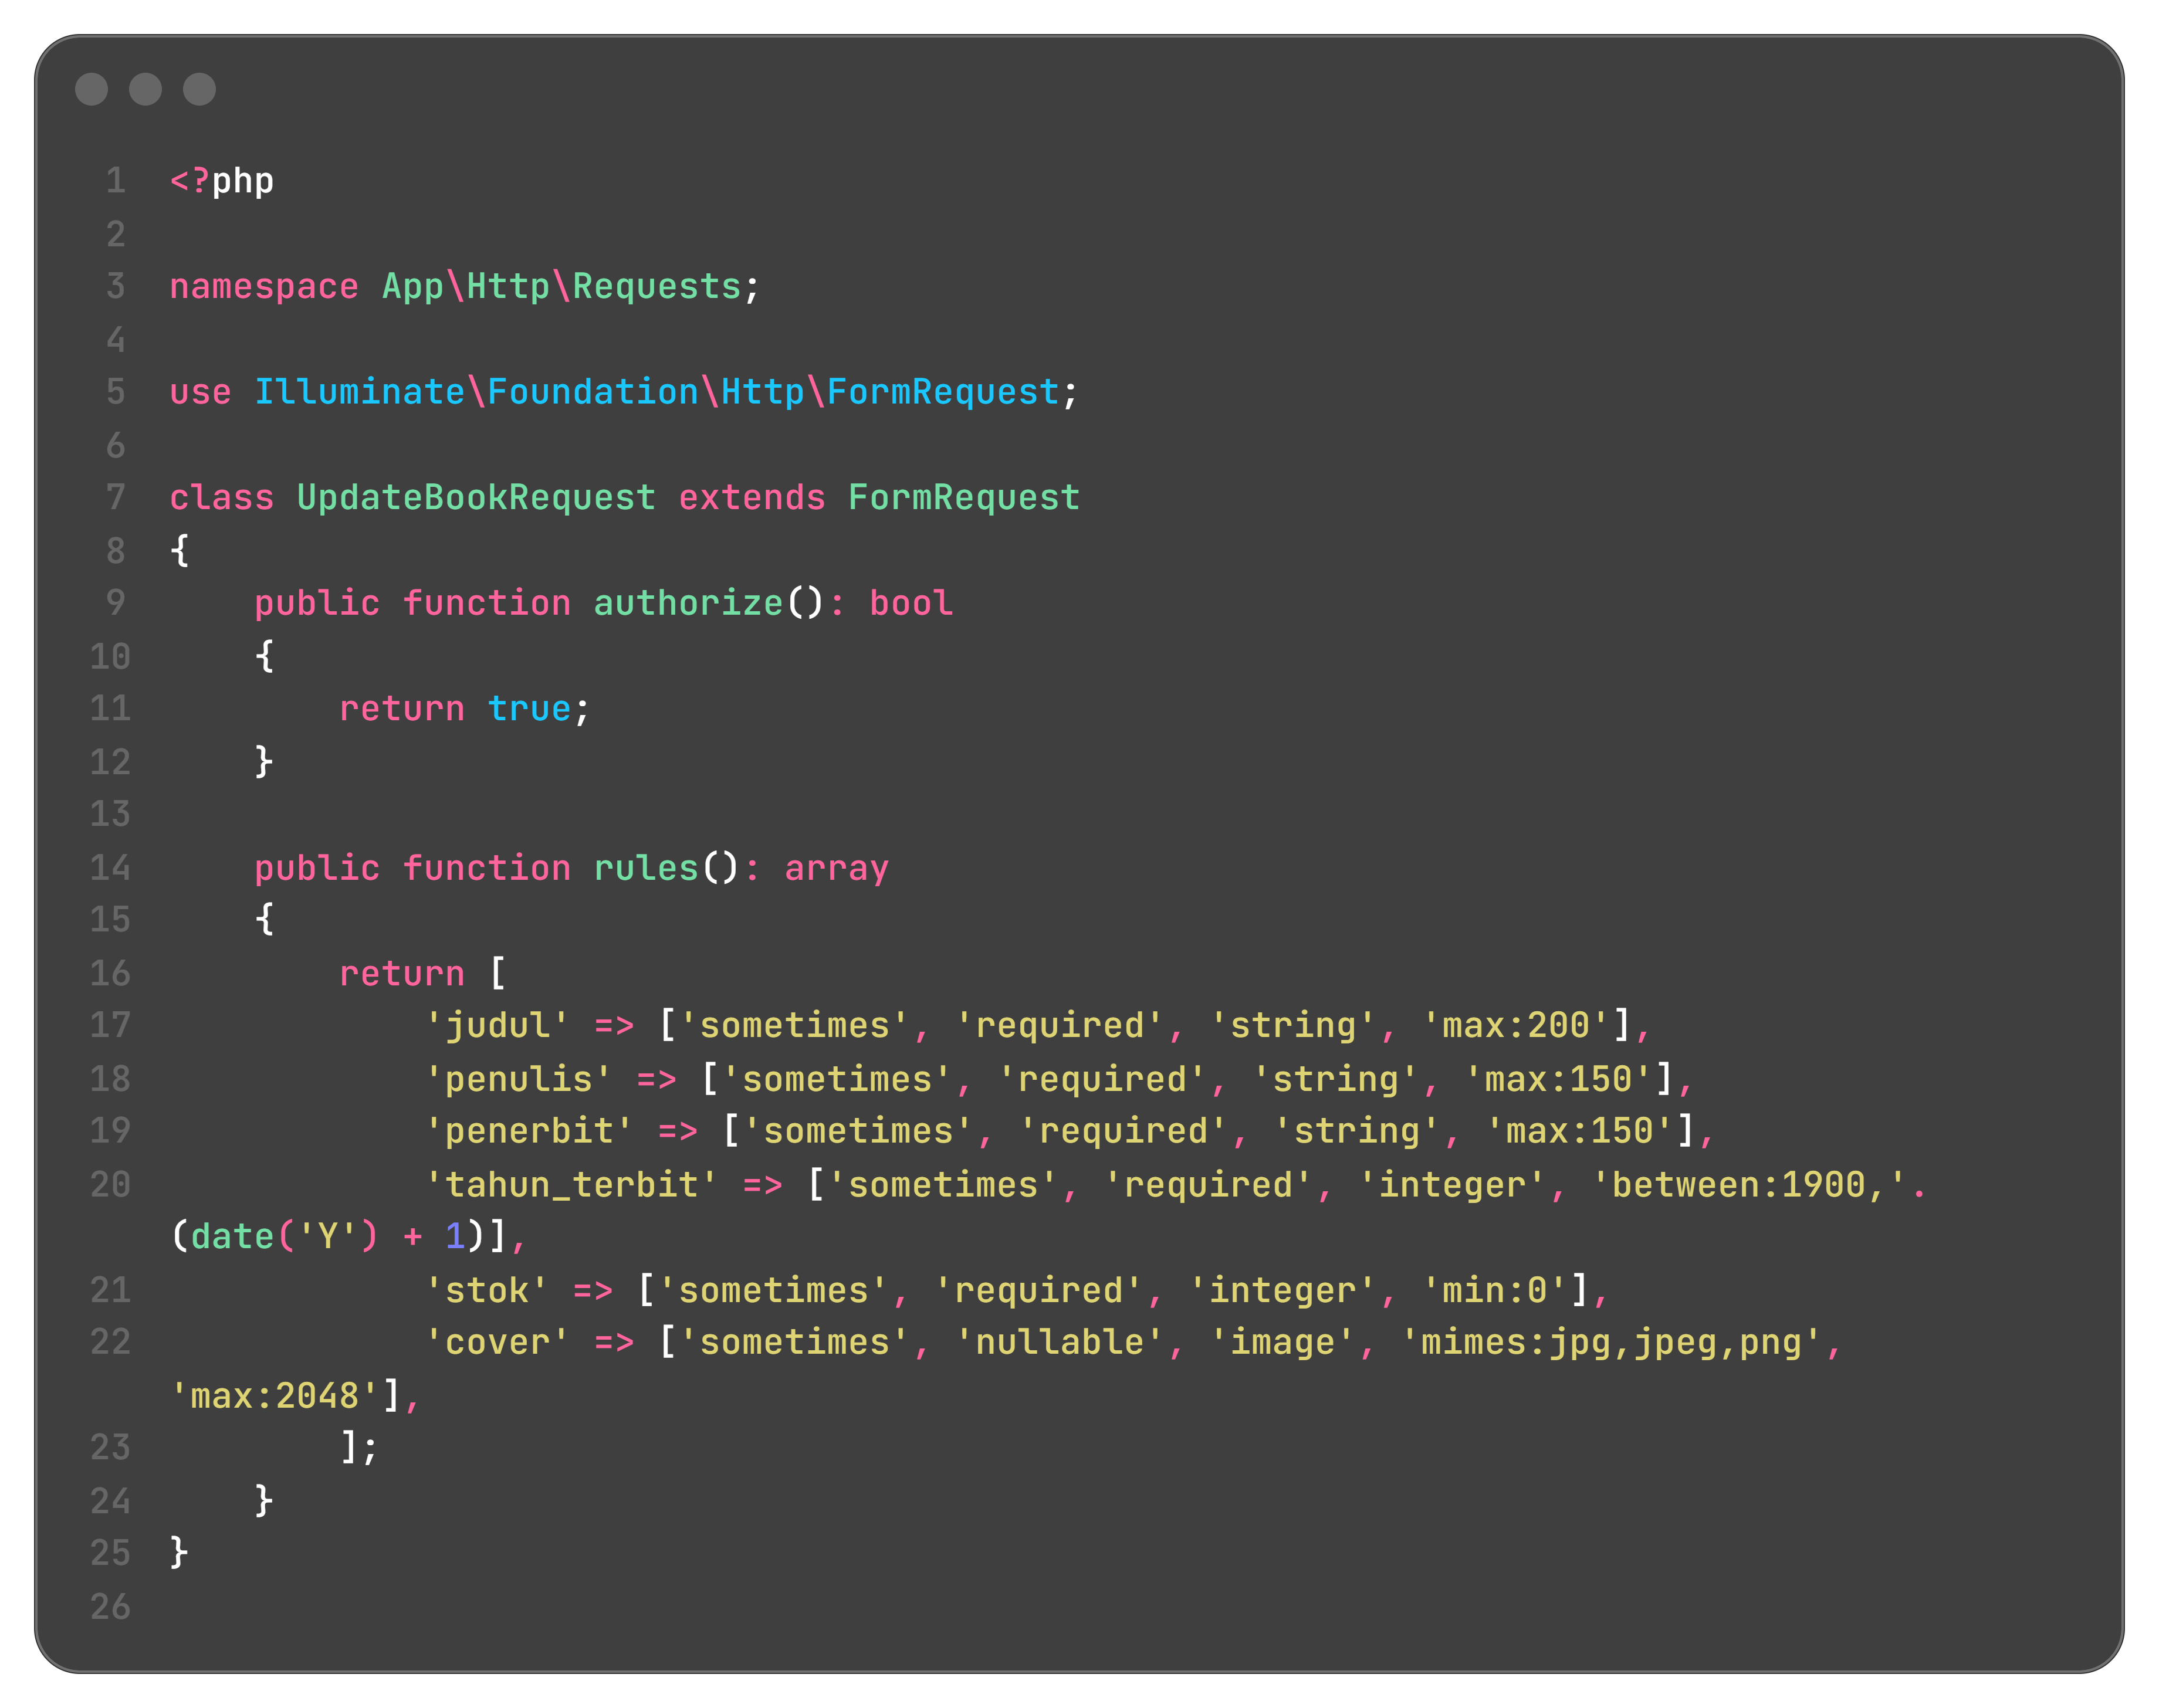 1 <?php
2
3 namespace App\Http\Requests;
4
5 use Illuminate\Foundation\Http\FormRequest;
6
7 class UpdateBookRequest extends FormRequest
8 {
9     public function authorize(): bool
10     {
11         return true;
12     }
13
14     public function rules(): array
15     {
16         return [
17             'judul' => ['sometimes', 'required', 'string', 'max:200'],
18             'penulis' => ['sometimes', 'required', 'string', 'max:150'],
19             'penerbit' => ['sometimes', 'required', 'string', 'max:150'],
20             'tahun_terbit' => ['sometimes', 'required', 'integer', 'between:1900,'.
(date('Y') + 1)],
21             'stok' => ['sometimes', 'required', 'integer', 'min:0'],
22             'cover' => ['sometimes', 'nullable', 'image', 'mimes:jpg,jpeg,png',
'max:2048'],
23         ];
24     }
25 }
26